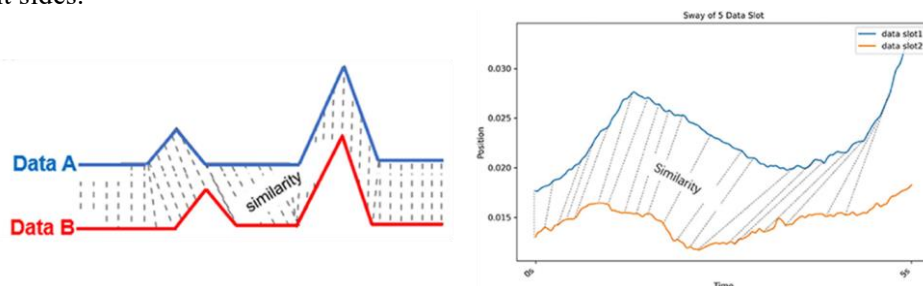 t sides.
Data A
Data B
similarity
Sway of 5 Data Slot
data slot1
data slot2
Position
0.030
0.025
0.020
0.015
Similarity
0s
5s
Time